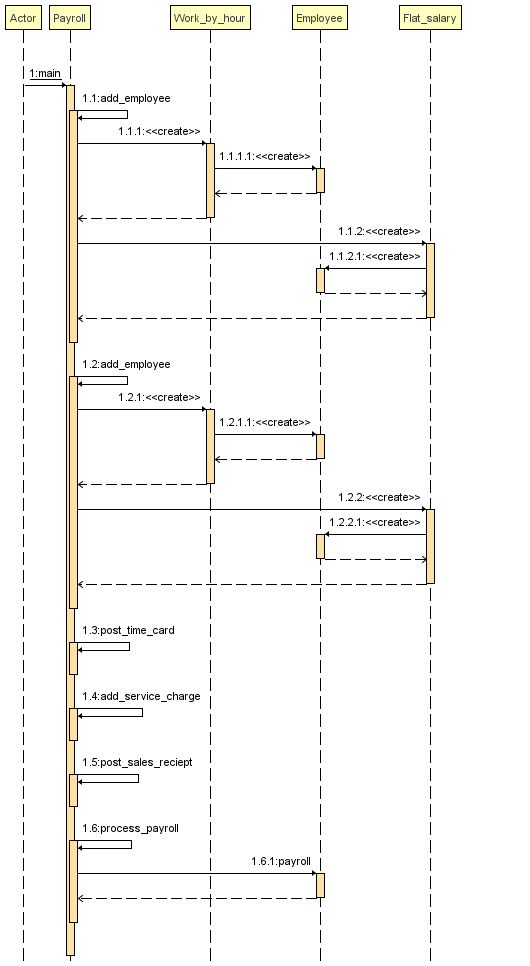 Actor Payroll Work_by_hour Employee Flat_salary
1:main
1.1:add_employee
1.1.1:<<create>>
1.1.1.1:<<create>>
1.1.2:<<create>>
1.1.2.1:<<create>>
1.2:add_employee
1.2.1:<<create>>
1.2.1.1:<<create>>
1.2.2:<<create>>
1.2.2.1:<<create>>
1.3:post_time_card
1.4:add_service_charge
1.5:post_sales_reciept
1.6:process_payroll
1.6.1:payroll